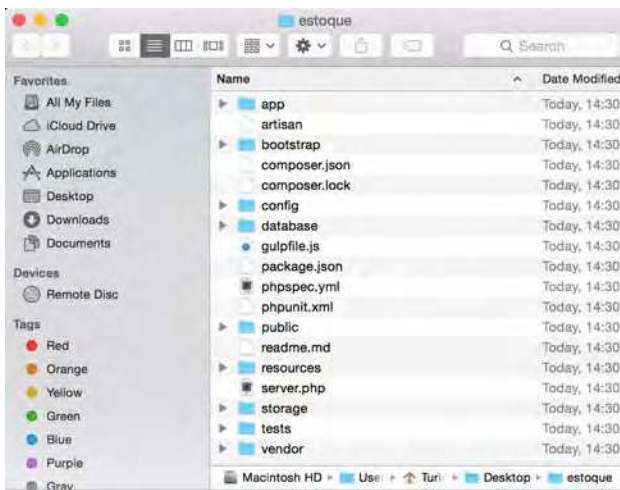 estoque
Search
Favorites
All My Files
iCloud Drive
AirDrop
Applications
Desktop
Downloads
Documents
Devices
Remote Disc
Tags
Red
Orange
Yellow
Green
Blue
Purple
Gray
Name Date Modified
app Today, 14:30
artisan Today, 14:30
bootstrap Today, 14:30
composer.json Today, 14:30
composer.lock Today, 14:30
config Today, 14:30
database Today, 14:30
gulpfile.js Today, 14:30
package.json Today, 14:30
phpspec.yml Today, 14:30
phpunit.xml Today, 14:30
public Today, 14:30
readme.md Today, 14:30
resources Today, 14:30
server.php Today, 14:30
storage Today, 14:30
tests Today, 14:30
vendor Today, 14:30
Macintosh HD Use Turi Desktop estoque